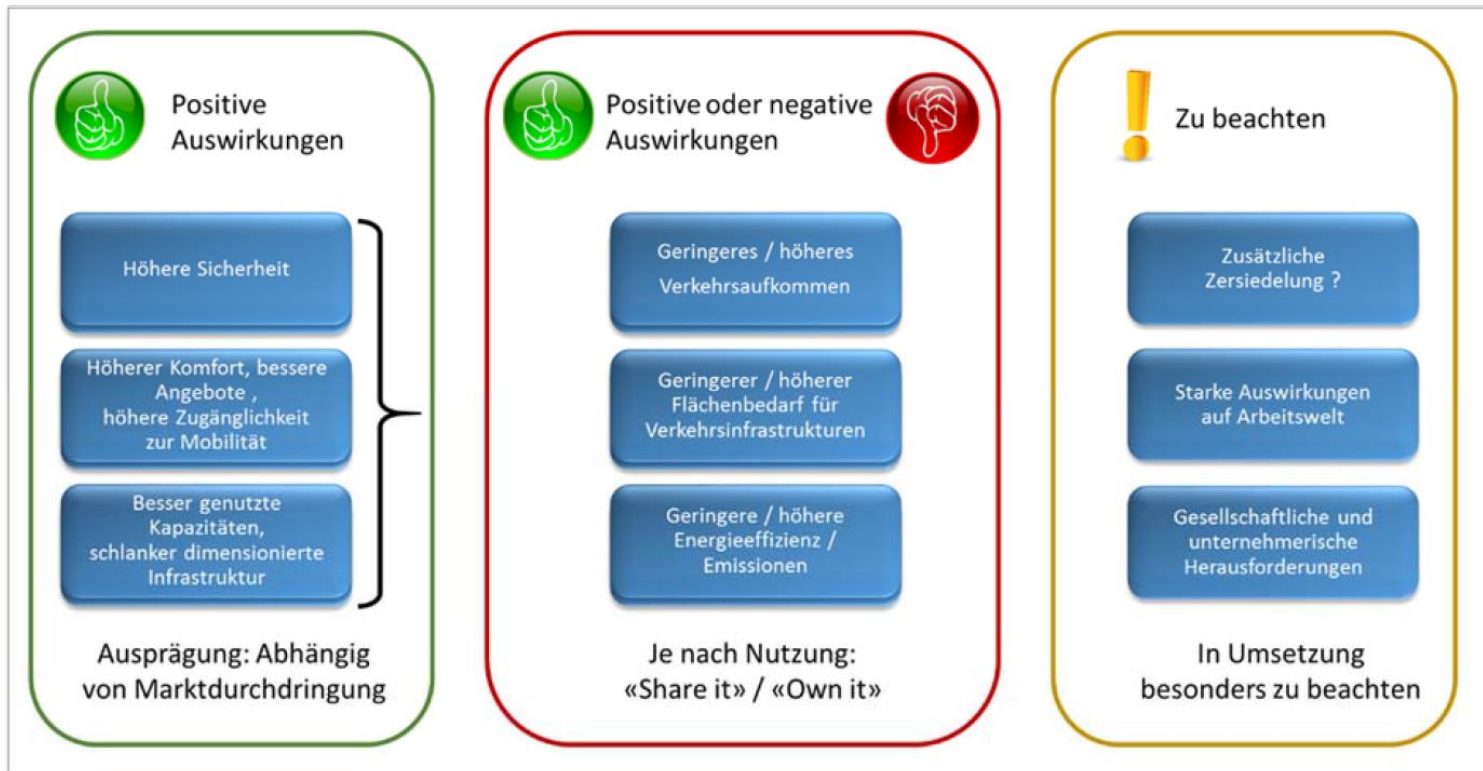 Positive
Auswirkungen
Höhere Sicherheit
Höherer Komfort, bessere
Angebote ,
höhere Zugänglichkeit
zur Mobilität
Besser genutzte
Kapazitäten,
schlanker dimensionierte
Infrastruktur
Ausprägung: Abhängig
von Marktdurchdringung
Positive oder negative
Auswirkungen
Geringeres / höheres
Verkehrsaufkommen
Geringerer / höherer
Flächenbedarf für
Verkehrsinfrastrukturen
Geringere / höhere
Energieeffizienz /
Emissionen
Je nach Nutzung:
«Share it» / «Own it»
Zu beachten
Zusätzliche
Zersiedelung ?
Starke Auswirkungen
auf Arbeitswelt
Gesellschaftliche und
unternehmerische
Herausforderungen
In Umsetzung
besonders zu beachten